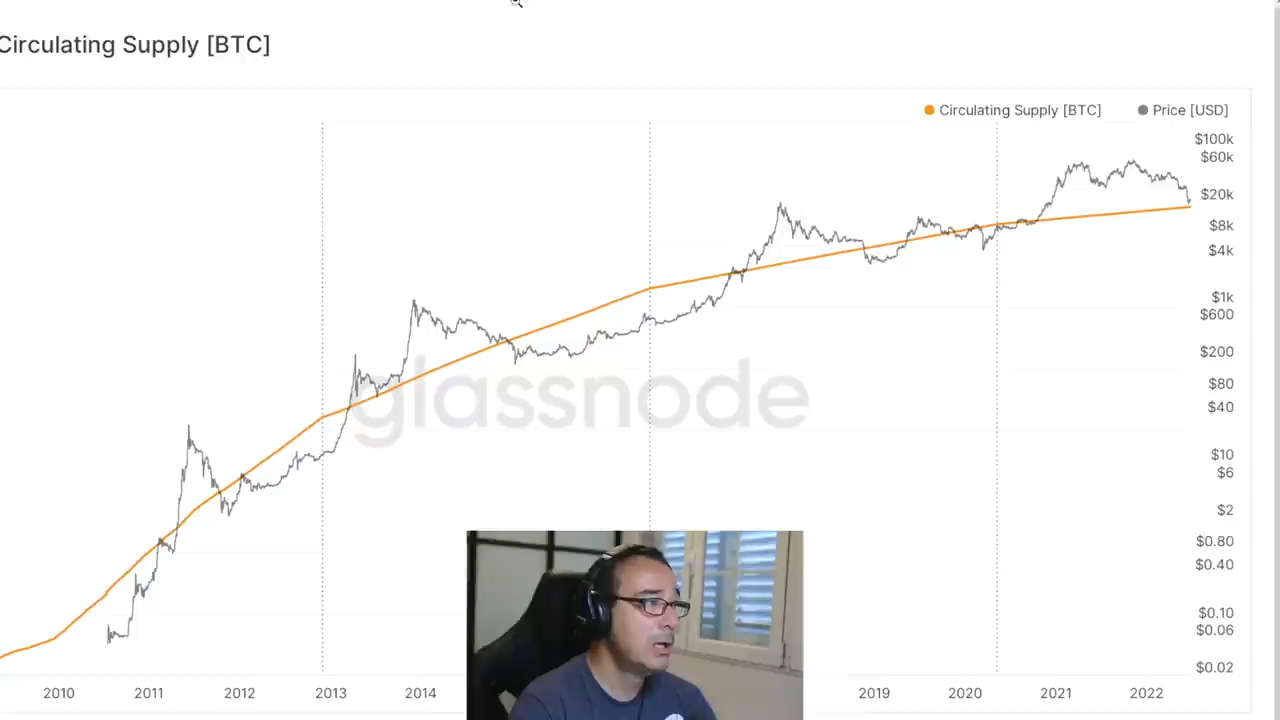 Circulating Supply [BTC]
Circulating Supply [BTC] Price [USD]
$100k
$60k
$20k
$8k
$4k
$1k
$600
$200
$80
$40
$10
$6
$2
$0.80
$0.40
$0.10
$0.06
$0.02
glassnode
2010 2011 2012 2013 2014 2019 2020 2021 2022